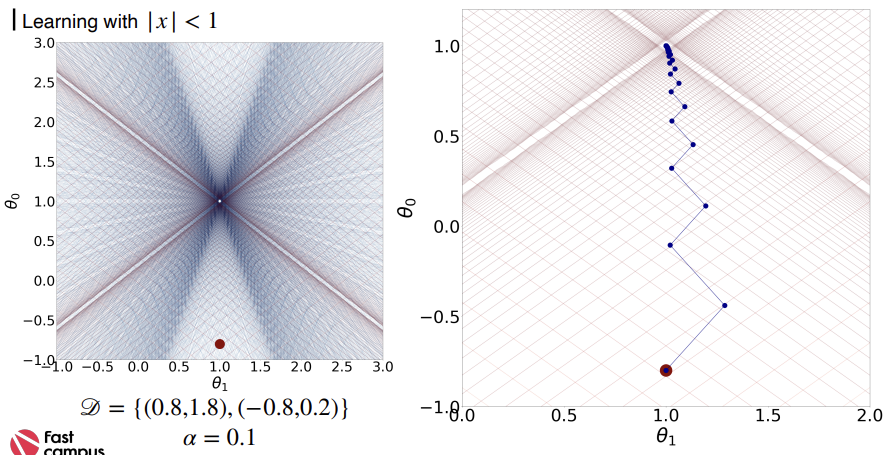 Learning with |x| < 1
3.0
2.5
2.0
1.5
1.0
0.5
0.0
−0.5
−1.0
θ₀
−1.0 −0.5 0.0 0.5 1.0 1.5 2.0 2.5 3.0
θ₁
𝒟 = {(0.8,1.8), (−0.8,0.2)}
α = 0.1
Fast
campus
1.0
0.5
0.0
−0.5
−1.0
θ₀
0.0 0.5 1.0 1.5 2.0
θ₁